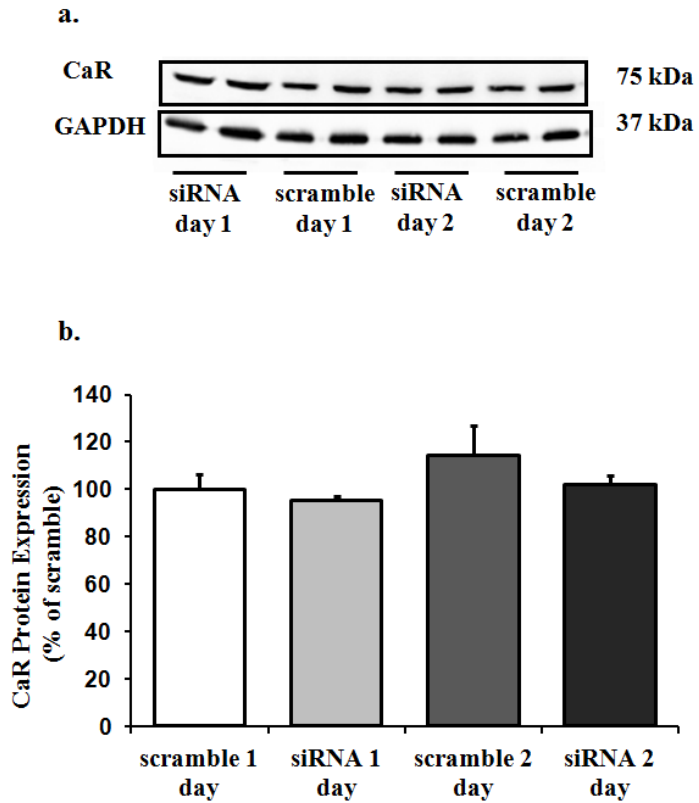 a.
CaR 75 kDa
GAPDH 37 kDa
siRNA scramble siRNA scramble
day 1 day 1 day 2 day 2
b.
CaR Protein Expression
(% of scramble)
140
120
100
80
60
40
20
0
scramble 1 siRNA 1 scramble 2 siRNA 2
day day day day